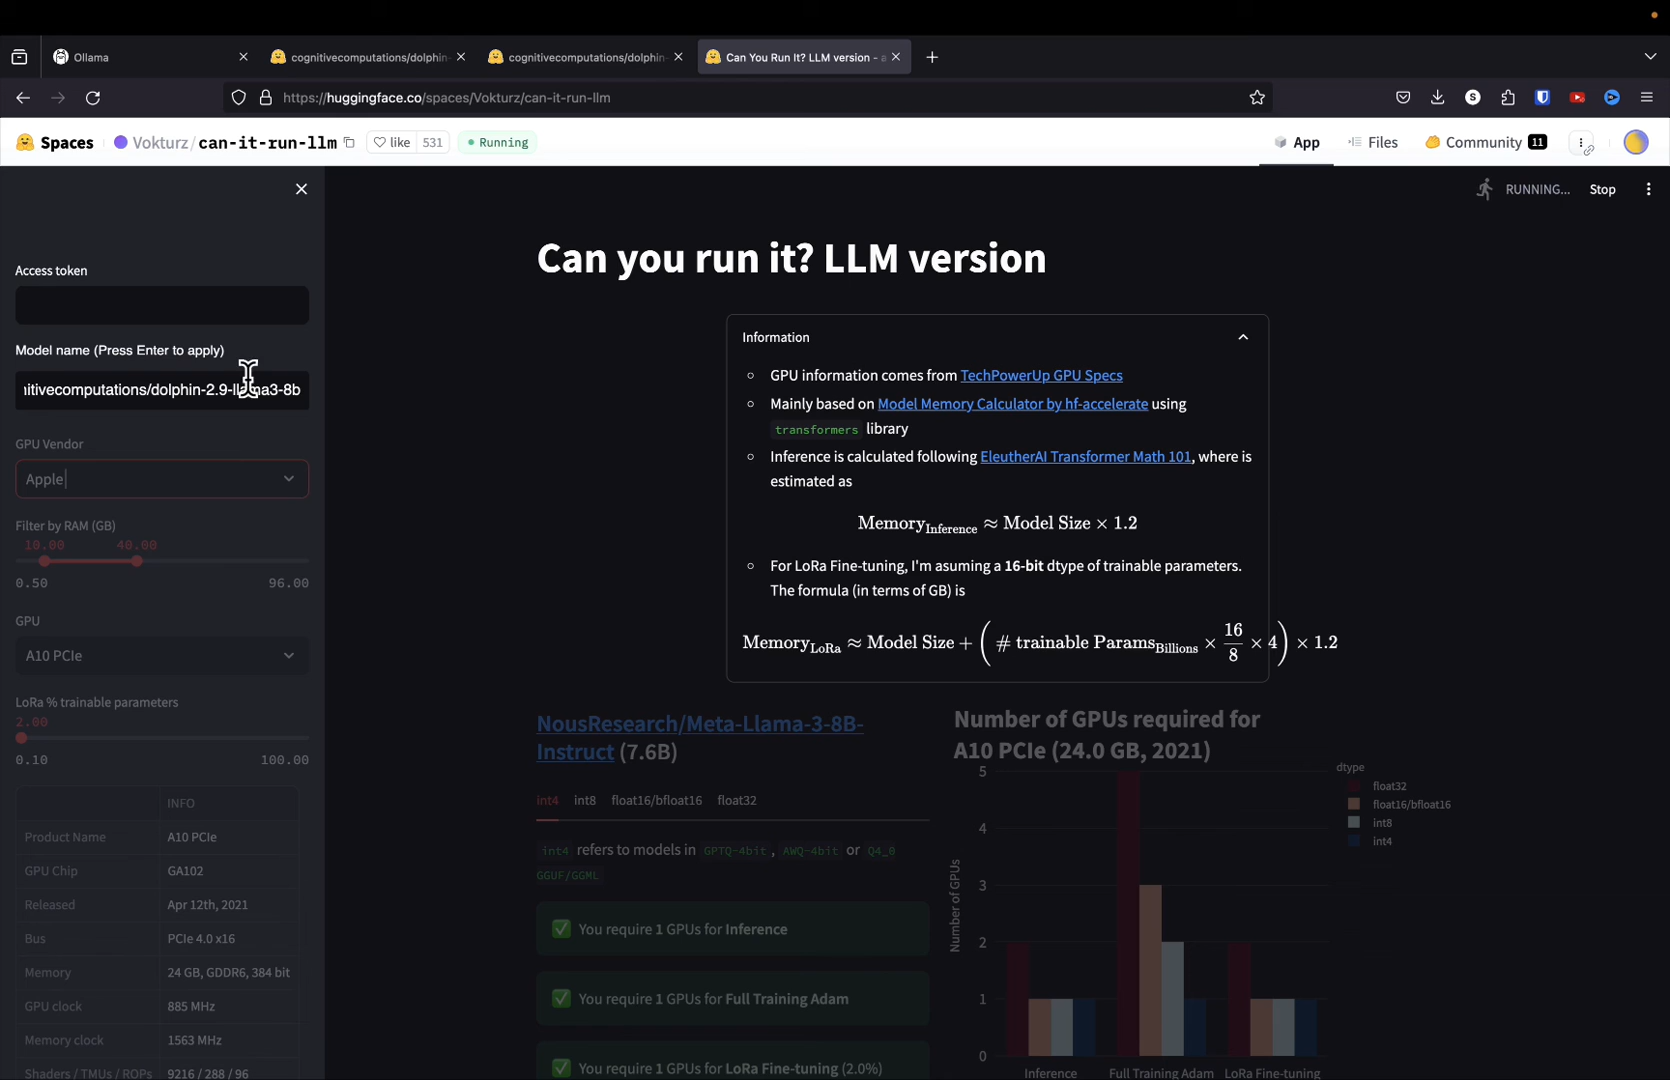 Ollama
cognitivecomputations/dolphin-
cognitivecomputations/dolphin-
Can You Run It? LLM version - a
https://huggingface.co/spaces/Vokturz/can-it-run-llm
Spaces
Vokturz/can-it-run-llm
like 531
Running
App
Files
Community 11
RUNNING...
Stop
Access token
Model name (Press Enter to apply)
nitivecomputations/dolphin-2.9-llama3-8b
GPU Vendor
Apple
Filter by RAM (GB)
10.00 40.00
0.50 96.00
GPU
A10 PCIe
LoRa % trainable parameters
2.00
0.10 100.00
INFO
Product Name A10 PCIe
GPU Chip GA102
Released Apr 12th, 2021
Bus PCIe 4.0 x16
Memory 24 GB, GDDR6, 384 bit
GPU clock 885 MHz
Memory clock 1563 MHz
Shaders / TMUs / ROPs 9216 / 288 / 96
Can you run it? LLM version
Information
GPU information comes from TechPowerUp GPU Specs
Mainly based on Model Memory Calculator by hf-accelerate using
transformers library
Inference is calculated following EleutherAI Transformer Math 101, where is
estimated as
Memory_Inference ≈ Model Size × 1.2
For LoRa Fine-tuning, I'm asuming a 16-bit dtype of trainable parameters.
The formula (in terms of GB) is
Memory_LoRa ≈ Model Size + (# trainable Params_Billions × 16/8 × 4) × 1.2
NousResearch/Meta-Llama-3-8B-
Instruct (7.6B)
int4 int8 float16/bfloat16 float32
int4 refers to models in GPTQ-4bit , AWQ-4bit or Q4_0
GGUF/GGML
You require 1 GPUs for Inference
You require 1 GPUs for Full Training Adam
You require 1 GPUs for LoRa Fine-tuning (2.0%)
Number of GPUs required for
A10 PCIe (24.0 GB, 2021)
dtype
float32
float16/bfloat16
int8
int4
Number of GPUs
5
4
3
2
1
0
Inference
Full Training Adam
LoRa Fine-tuning